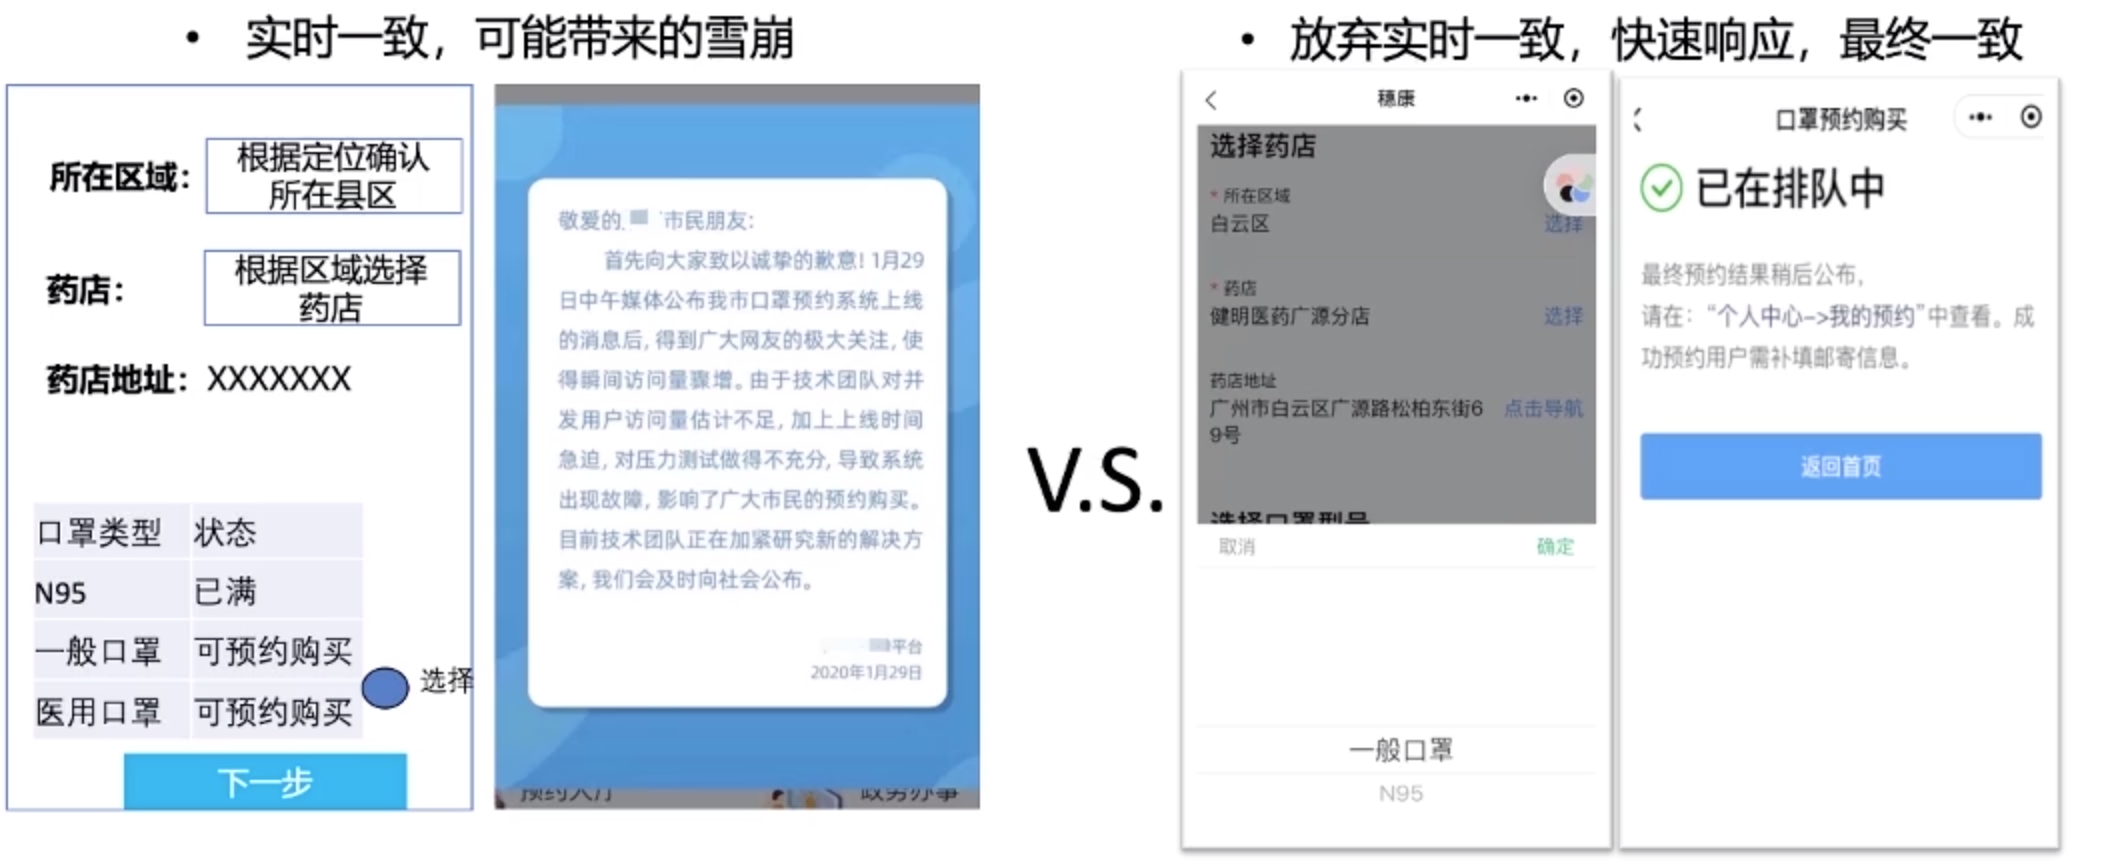 • 实时一致，可能带来的雪崩
所在区域：
根据定位确认
所在县区
药店：
根据区域选择
药店
药店地址：XXXXXXX
口罩类型 状态
N95 已满
一般口罩 可预约购买
医用口罩 可预约购买
选择
下一步
敬爱的 市民朋友：
首先向大家致以诚挚的歉意！1月29
日中午媒体公布我市口罩预约系统上线
的消息后，得到广大网友的极大关注，使
得瞬间访问量骤增。由于技术团队对并
发用户访问量估计不足，加上上线时间
急迫，对压力测试做得不充分，导致系统
出现故障，影响了广大市民的预约购买。
目前技术团队正在加紧研究新的解决方
案，我们会及时向社会公布。
平台
2020年1月29日
预约大厅 政务办事
V.S.
• 放弃实时一致，快速响应，最终一致
穗康
选择药店
* 所在区域
白云区 选择
* 药店
健明医药广源分店 选择
药店地址
广州市白云区广源路松柏东街6 点击导航
9号
选择口罩型号
取消 确定
一般口罩
N95
口罩预约购买
已在排队中
最终预约结果稍后公布，
请在：“个人中心->我的预约”中查看。成
功预约用户需补填邮寄信息。
返回首页